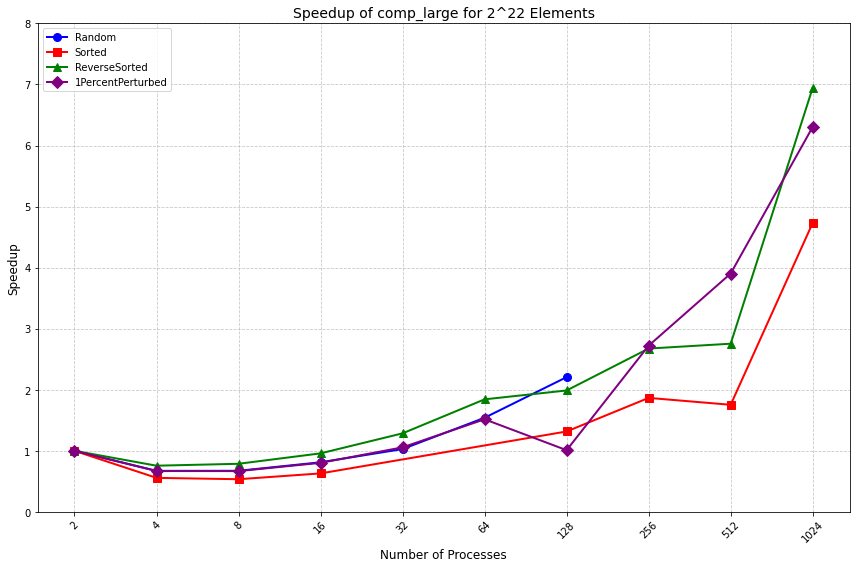 Speedup of comp_large for 2^22 Elements
Random
Sorted
ReverseSorted
1PercentPerturbed
Speedup
8
7
6
5
4
3
2
1
0
2
4
8
16
32
64
128
256
512
1024
Number of Processes